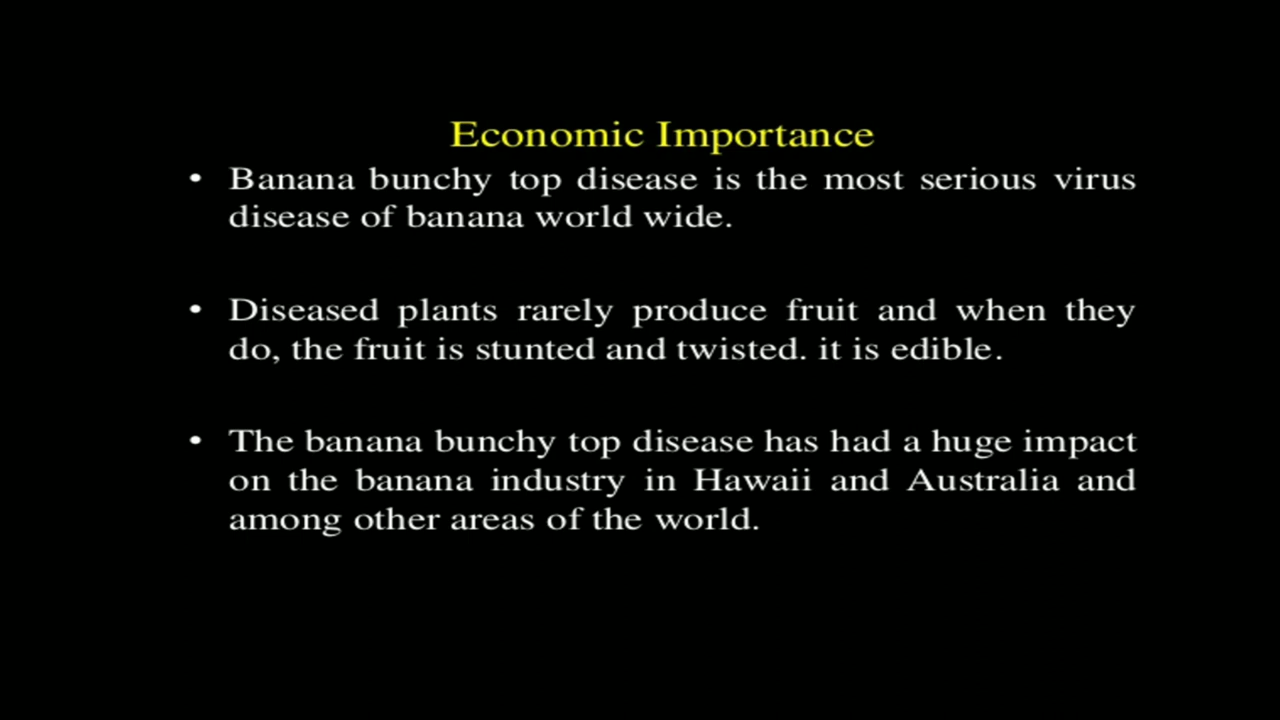 Economic Importance
• Banana bunchy top disease is the most serious virus
disease of banana world wide.
• Diseased plants rarely produce fruit and when they
do, the fruit is stunted and twisted. it is edible.
• The banana bunchy top disease has had a huge impact
on the banana industry in Hawaii and Australia and
among other areas of the world.